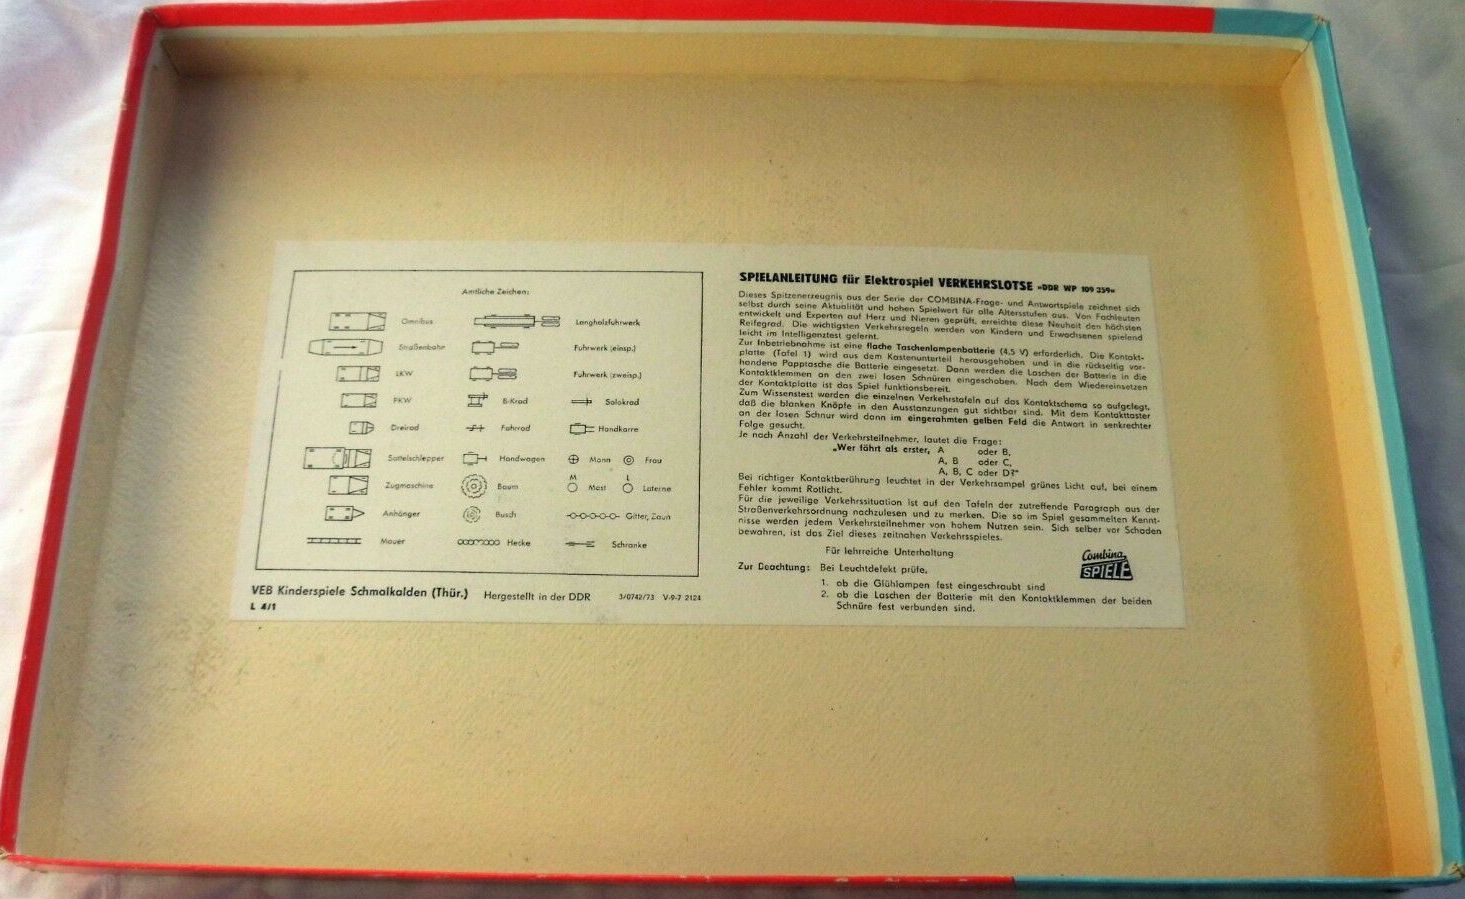 Amtliche Zeichen:
Omnibus Langholzfuhrwerk
Straßenbahn Fuhrwerk (einsp.)
LKW Fuhrwerk (zweisp.)
PKW B-Krad Solokrad
Dreirad Fahrrad Handkarre
Sattelschlepper Handwagen Mann Frau
Zugmaschine Baum M Mast L Laterne
Anhänger Busch Gitter, Zaun
Mauer Hecke Schranke
VEB Kinderspiele Schmalkalden (Thür.) Hergestellt in der DDR 3/0742/73 V-9-7 2124
L 4/1
SPIELANLEITUNG für Elektrospiel VERKEHRSLOTSE »DDR WP 109 359«
Dieses Spitzenerzeugnis aus der Serie der COMBINA-Frage- und Antwortspiele zeichnet sich
selbst durch seine Aktualität und hohen Spielwert für alle Altersstufen aus. Von Fachleuten
entwickelt und Experten auf Herz und Nieren geprüft, erreichte diese Neuheit den höchsten
Reifegrad. Die wichtigsten Verkehrsregeln werden von Kindern und Erwachsenen spielend
leicht im Intelligenztest gelernt.
Zur Inbetriebnahme ist eine flache Taschenlampenbatterie (4,5 V) erforderlich. Die Kontakt-
platte (Tafel 1) wird aus dem Kastenunterteil herausgehoben und in die rückseitig vor-
handene Papptasche die Batterie eingesetzt. Dann werden die Laschen der Batterie in die
Kontaktklemmen an den zwei losen Schnüren eingeschoben. Nach dem Wiedereinsetzen
der Kontaktplatte ist das Spiel funktionsbereit.
Zum Wissenstest werden die einzelnen Verkehrstafeln auf das Kontaktschema so aufgelegt,
daß die blanken Knöpfe in den Ausstanzungen gut sichtbar sind. Mit dem Kontakttaster
an der losen Schnur wird dann im eingerahmten gelben Feld die Antwort in senkrechter
Folge gesucht.
Je nach Anzahl der Verkehrsteilnehmer, lautet die Frage:
„Wer fährt als erster, A oder B,
A, B oder C,
A, B, C oder D?"
Bei richtiger Kontaktberührung leuchtet in der Verkehrsampel grünes Licht auf, bei einem
Fehler kommt Rotlicht.
Für die jeweilige Verkehrssituation ist auf den Tafeln der zutreffende Paragraph aus der
Straßenverkehrsordnung nachzulesen und zu merken. Die so im Spiel gesammelten Kennt-
nisse werden jedem Verkehrsteilnehmer von hohem Nutzen sein. Sich selber vor Schaden
bewahren, ist das Ziel dieses zeitnahen Verkehrsspieles.
Für lehrreiche Unterhaltung
Combina
SPIELE
Zur Beachtung: Bei Leuchtdefekt prüfe,
1. ob die Glühlampen fest eingeschraubt sind
2. ob die Laschen der Batterie mit den Kontaktklemmen der beiden
Schnüre fest verbunden sind.